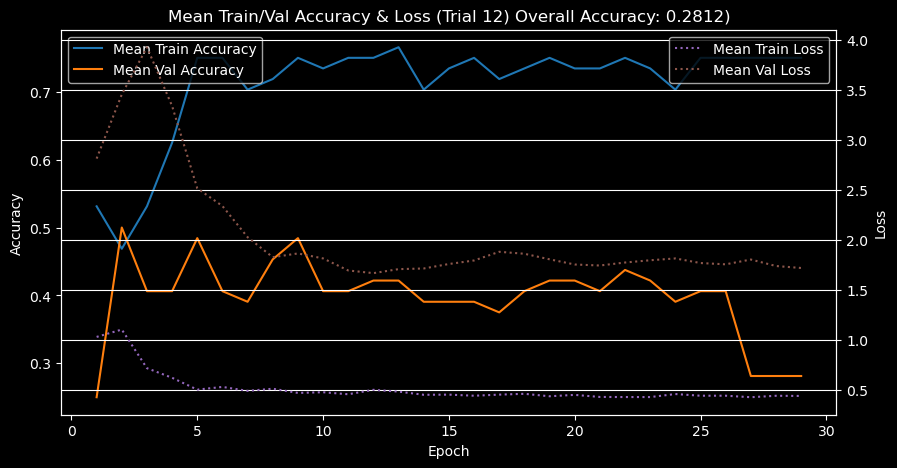 Mean Train/Val Accuracy & Loss (Trial 12) Overall Accuracy: 0.2812)
Mean Train Accuracy
Mean Val Accuracy
Mean Train Loss
Mean Val Loss
Accuracy
0.7
0.6
0.5
0.4
0.3
4.0
3.5
3.0
2.5
2.0
1.5
1.0
0.5
Loss
0
5
10
15
20
25
30
Epoch